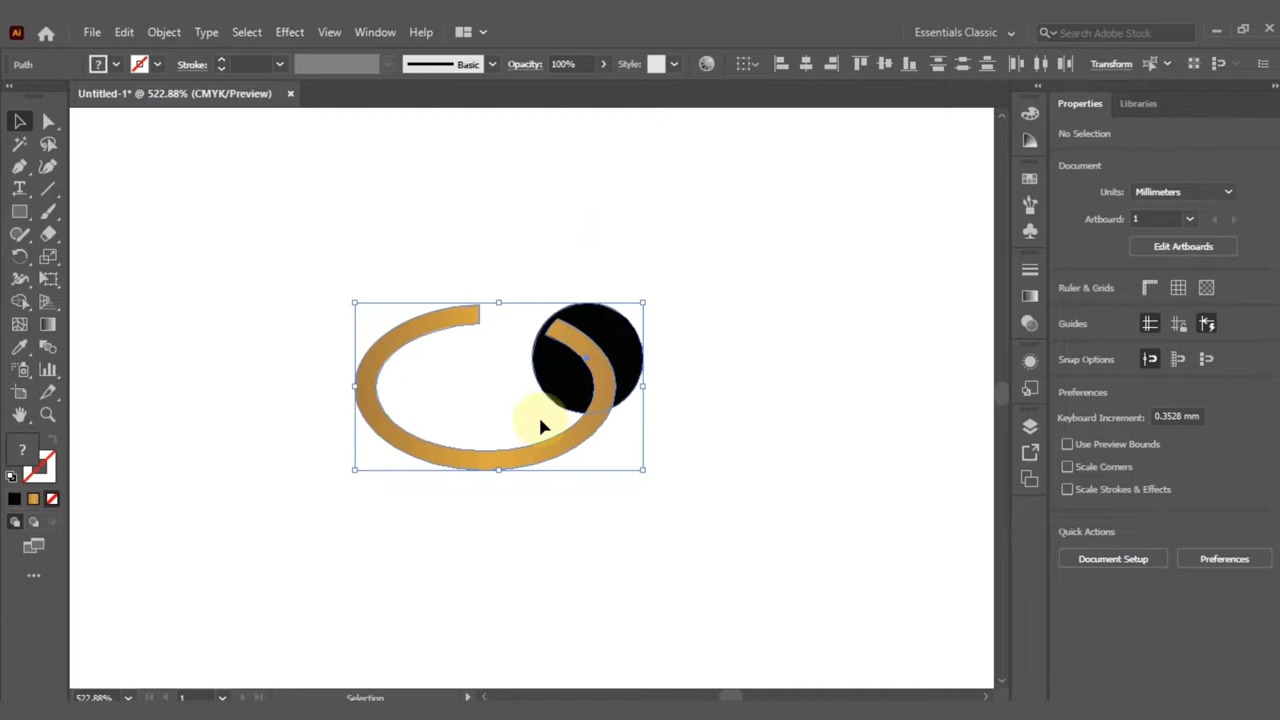 Ai File Edit Object Type Select Effect View Window Help Essentials Classic Search Adobe Stock
Path ? Stroke: Basic Opacity: 100% Style: Transform
Untitled-1* @ 522.88% (CMYK/Preview) Properties Libraries
No Selection
Document
Units: Millimeters
Artboard: 1
Edit Artboards
Ruler & Grids
Guides
Snap Options
Preferences
Keyboard Increment: 0.3528 mm
Use Preview Bounds
? Scale Corners
Scale Strokes & Effects
Quick Actions
Document Setup Preferences
522.88% 1 Selection